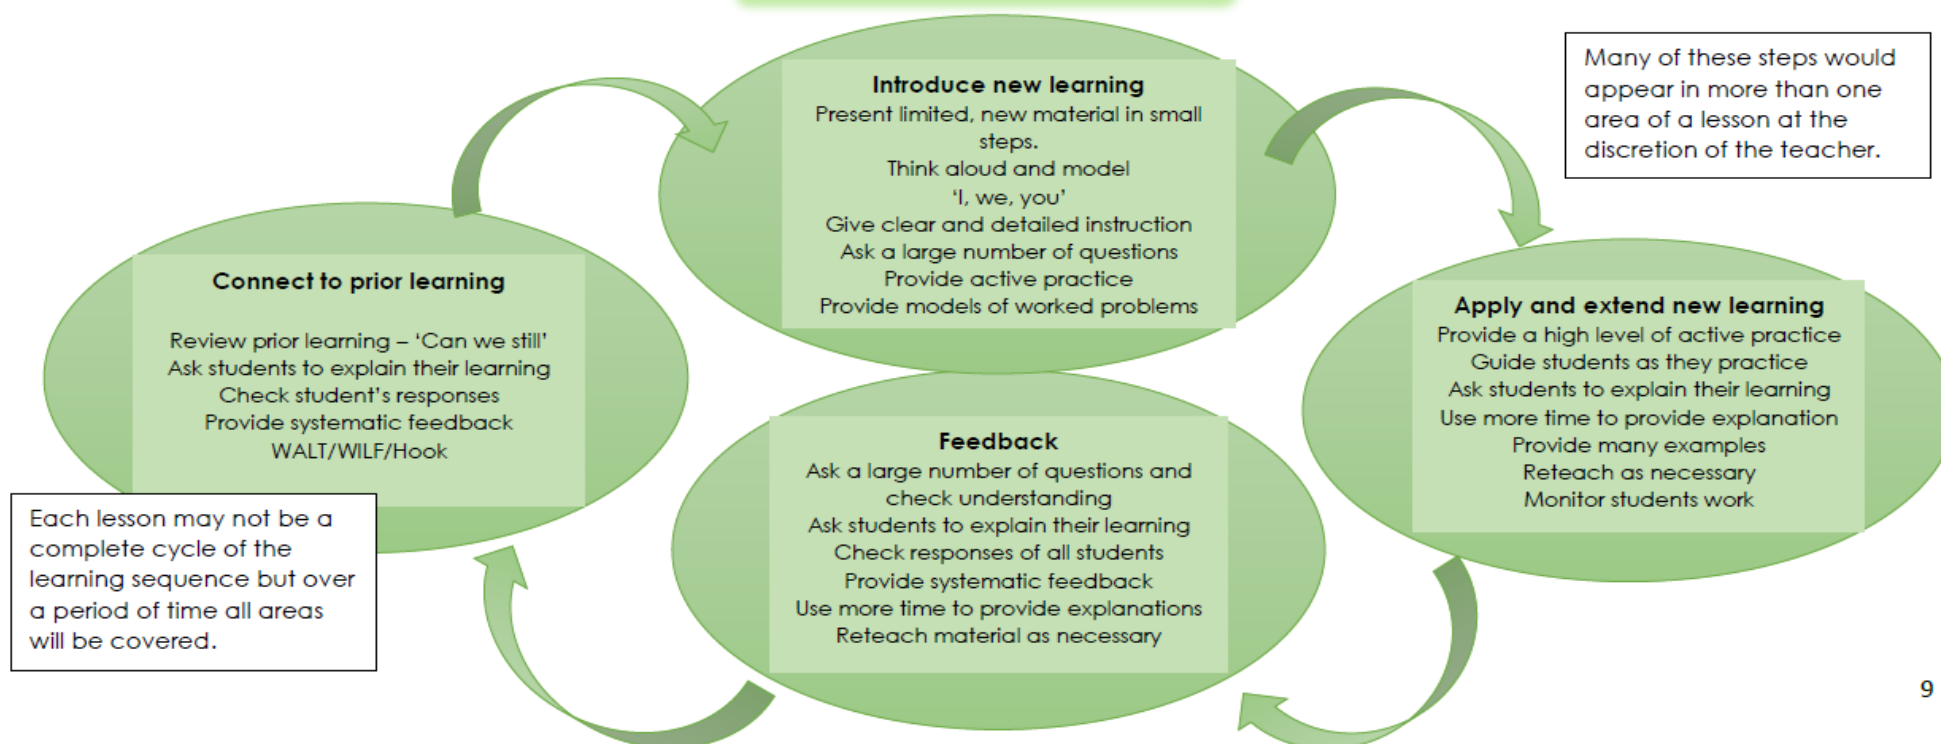 Introduce new learning
Present limited, new material in small
steps.
Think aloud and model
‘I, we, you’
Give clear and detailed instruction
Ask a large number of questions
Provide active practice
Provide models of worked problems
Many of these steps would
appear in more than one
area of a lesson at the
discretion of the teacher.
Connect to prior learning
Review prior learning – ‘Can we still’
Ask students to explain their learning
Check student’s responses
Provide systematic feedback
WALT/WILF/Hook
Apply and extend new learning
Provide a high level of active practice
Guide students as they practice
Ask students to explain their learning
Use more time to provide explanation
Provide many examples
Reteach as necessary
Monitor students work
Feedback
Ask a large number of questions and
check understanding
Ask students to explain their learning
Check responses of all students
Provide systematic feedback
Use more time to provide explanations
Reteach material as necessary
Each lesson may not be a
complete cycle of the
learning sequence but over
a period of time all areas
will be covered.
9